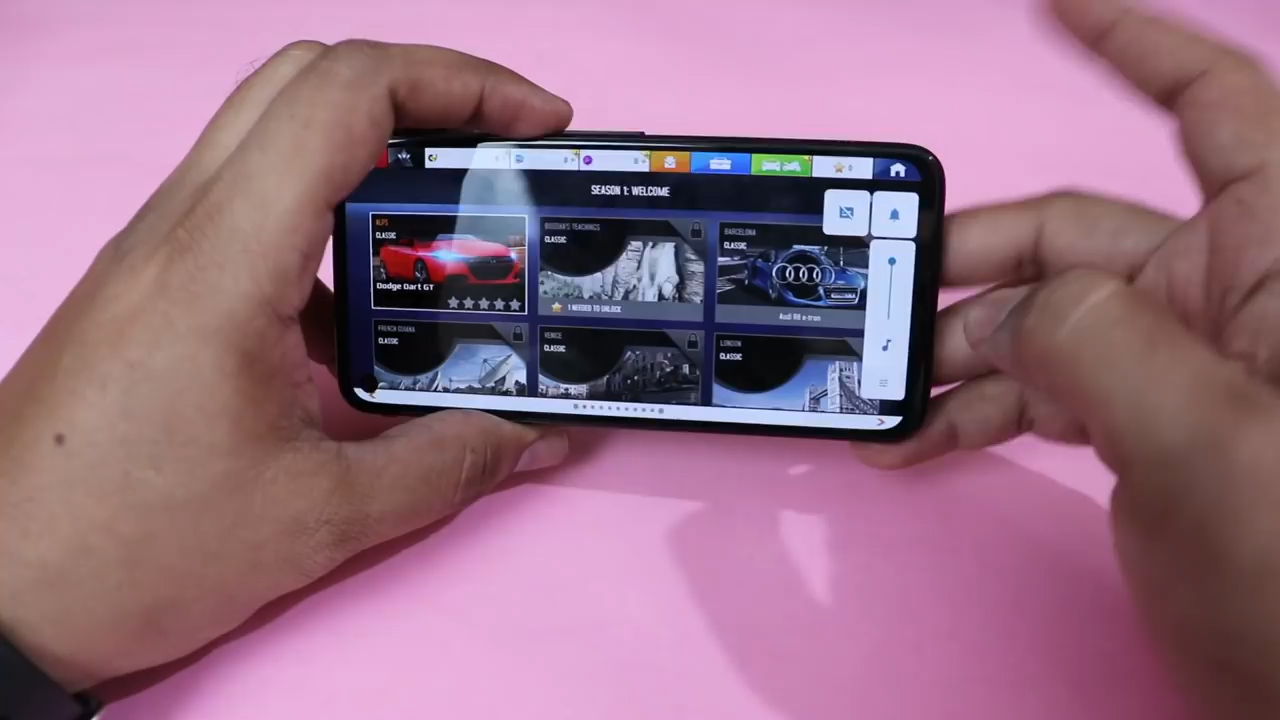 SEASON 1: WELCOME
ALPS
CLASSIC
Dodge Dart GT
BUDDHA'S TEACHINGS
CLASSIC
1 NEEDED TO UNLOCK
BARCELONA
CLASSIC
Audi R8 e-tron
FRENCH GUIANA
CLASSIC
VENICE
CLASSIC
LONDON
CLASSIC